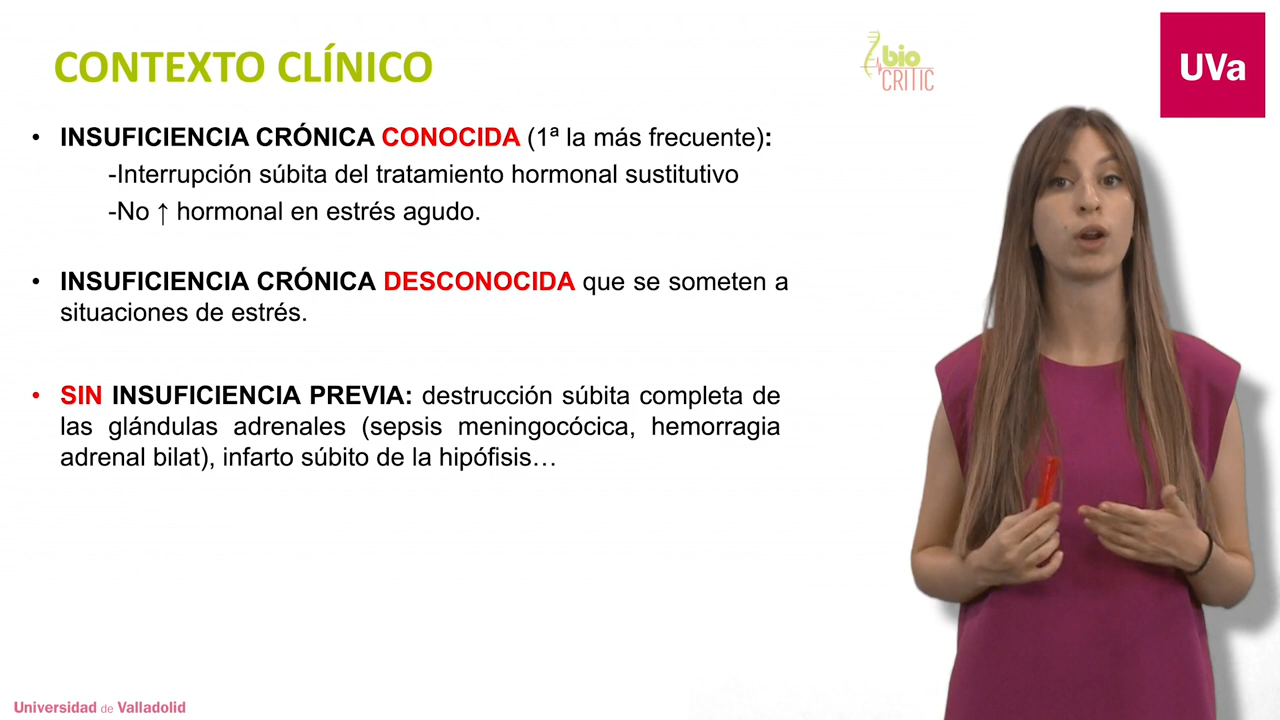 CONTEXTO CLÍNICO
bio
CRITIC
UVa
• INSUFICIENCIA CRÓNICA CONOCIDA (1ª la más frecuente):
-Interrupción súbita del tratamiento hormonal sustitutivo
-No ↑ hormonal en estrés agudo.
• INSUFICIENCIA CRÓNICA DESCONOCIDA que se someten a
situaciones de estrés.
• SIN INSUFICIENCIA PREVIA: destrucción súbita completa de
las glándulas adrenales (sepsis meningocócica, hemorragia
adrenal bilat), infarto súbito de la hipófisis…
Universidad de Valladolid